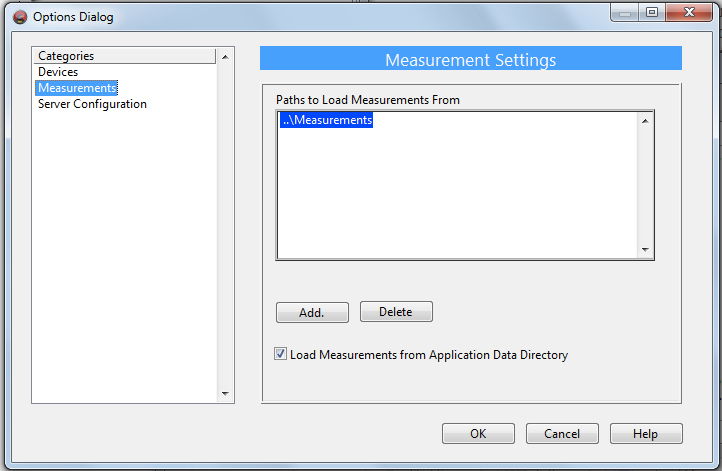 Options Dialog
Categories
Devices
Measurements
Server Configuration
Measurement Settings
Paths to Load Measurements From
..\Measurements
Add.
Delete
Load Measurements from Application Data Directory
OK
Cancel
Help